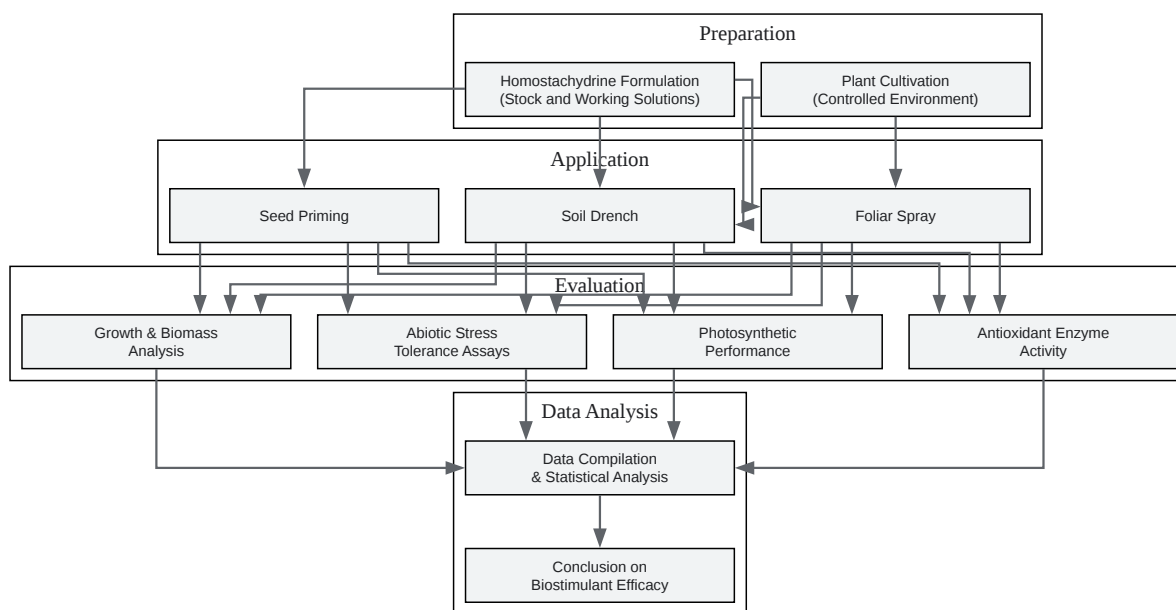 Preparation
Homostachydrine Formulation
(Stock and Working Solutions)
Plant Cultivation
(Controlled Environment)
Application
Seed Priming
Soil Drench
Foliar Spray
Evaluation
Growth & Biomass
Analysis
Abiotic Stress
Tolerance Assays
Photosynthetic
Performance
Antioxidant Enzyme
Activity
Data Analysis
Data Compilation
& Statistical Analysis
Conclusion on
Biostimulant Efficacy